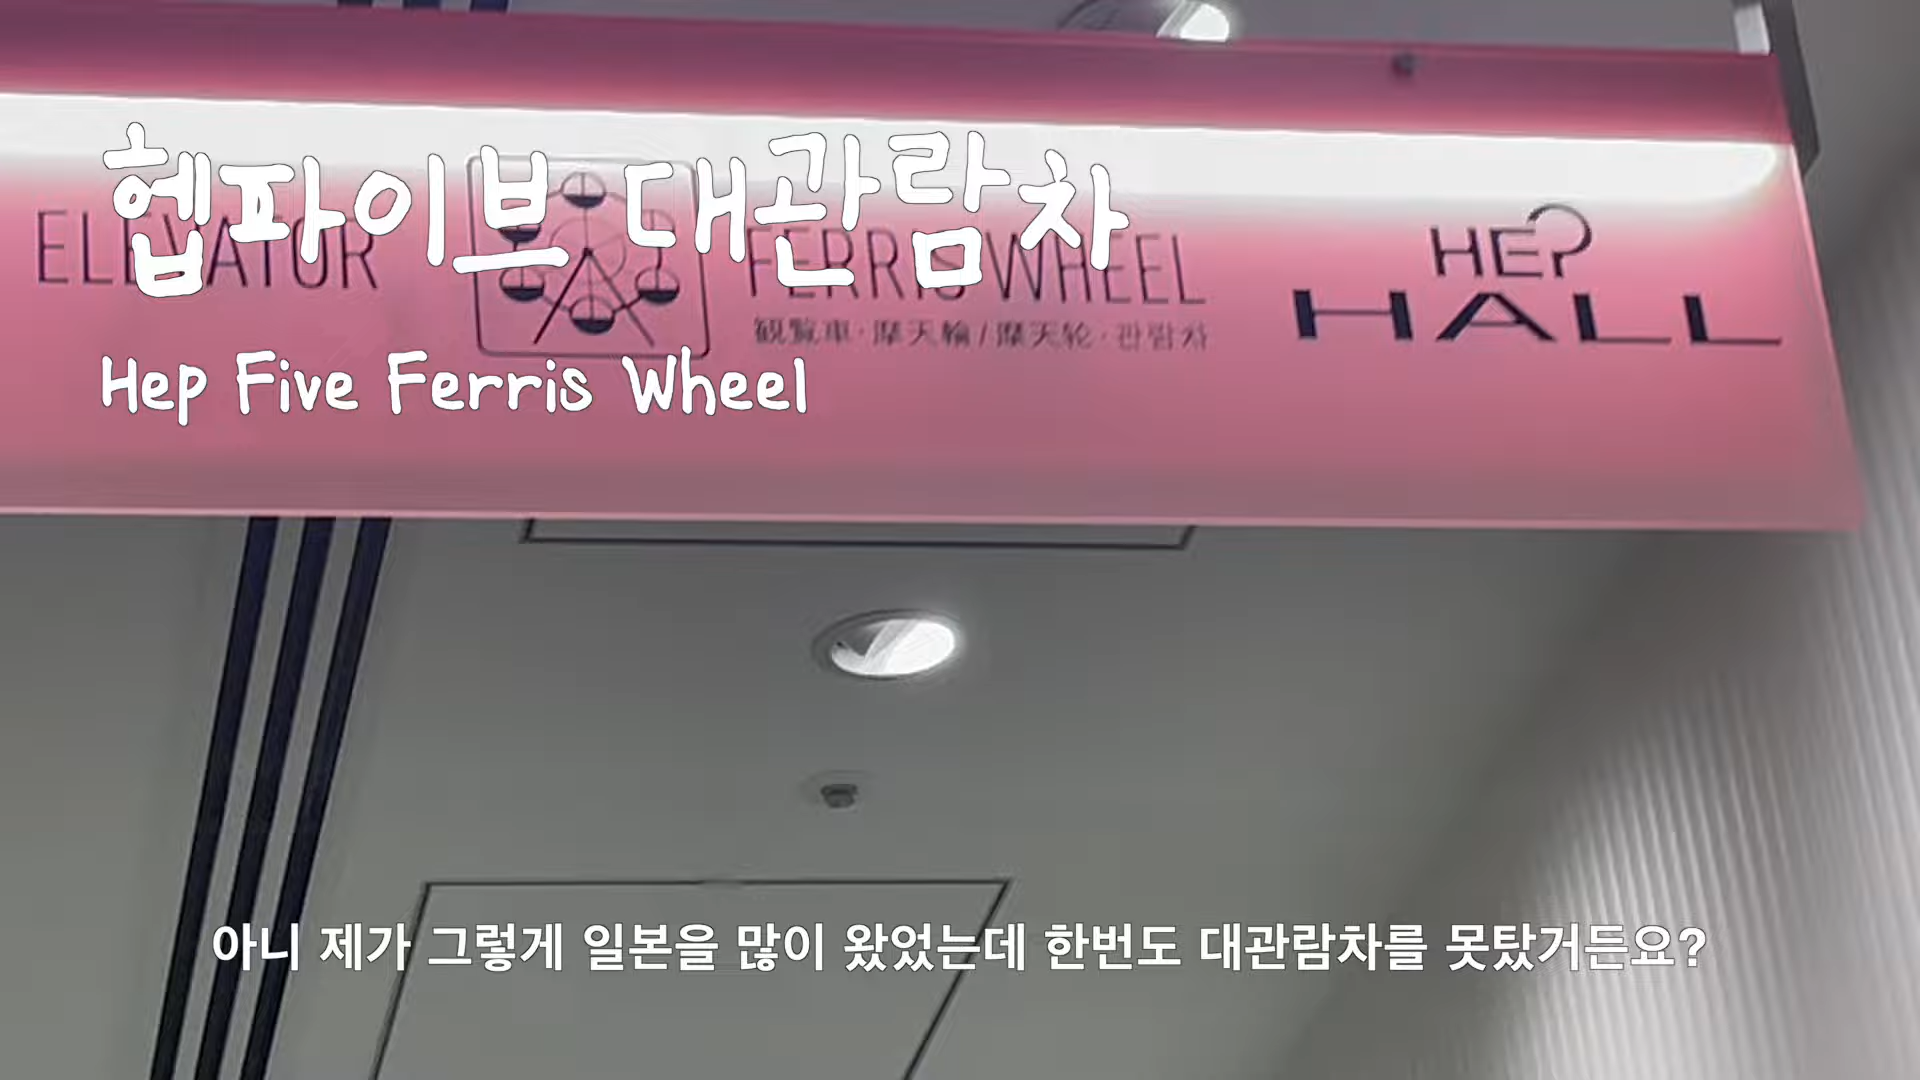 헵파이브 대관람차
ELEVATOR
FERRIS WHEEL
観覧車·摩天輪/摩天轮·관람차
HEP
HALL
Hep Five Ferris Wheel
아니 제가 그렇게 일본을 많이 왔었는데 한번도 대관람차를 못탔거든요?